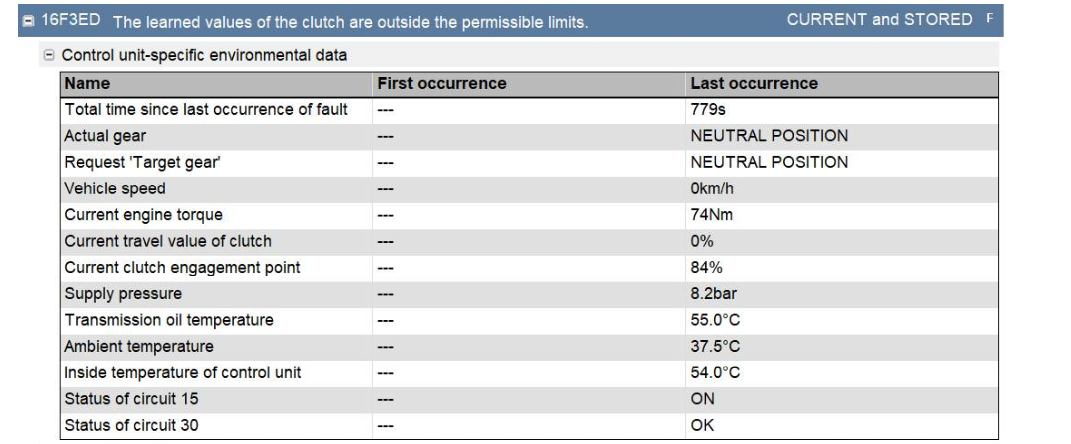 16F3ED The learned values of the clutch are outside the permissible limits. CURRENT and STORED F
Control unit-specific environmental data
Name First occurrence Last occurrence
Total time since last occurrence of fault --- 779s
Actual gear --- NEUTRAL POSITION
Request 'Target gear' --- NEUTRAL POSITION
Vehicle speed --- 0km/h
Current engine torque --- 74Nm
Current travel value of clutch --- 0%
Current clutch engagement point --- 84%
Supply pressure --- 8.2bar
Transmission oil temperature --- 55.0°C
Ambient temperature --- 37.5°C
Inside temperature of control unit --- 54.0°C
Status of circuit 15 --- ON
Status of circuit 30 --- OK